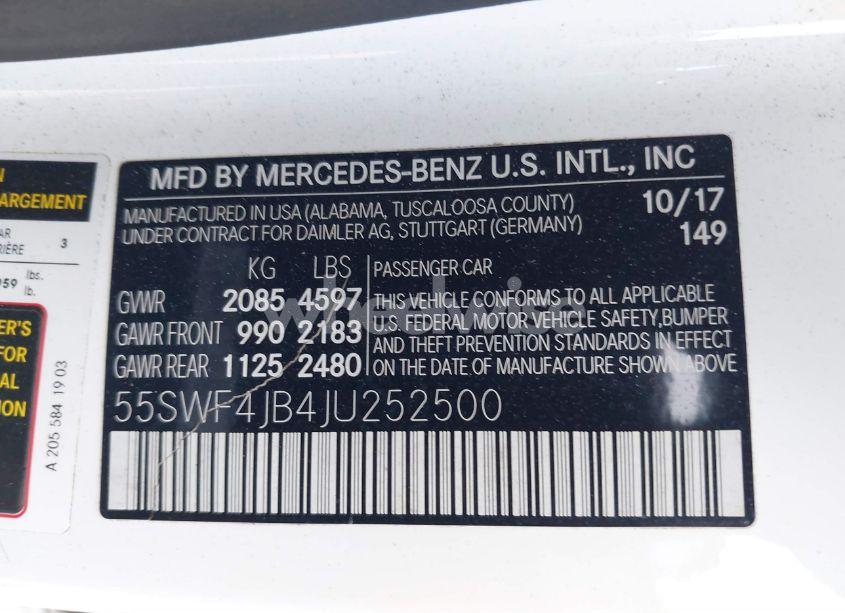 MFD BY MERCEDES-BENZ U.S. INTL., INC
MANUFACTURED IN USA (ALABAMA, TUSCALOOSA COUNTY) 10/17
UNDER CONTRACT FOR DAIMLER AG, STUTTGART (GERMANY) 149
KG LBS PASSENGER CAR
GVWR 2085 4597 THIS VEHICLE CONFORMS TO ALL APPLICABLE
GAWR FRONT 990 2183 U.S. FEDERAL MOTOR VEHICLE SAFETY, BUMPER
AND THEFT PREVENTION STANDARDS IN EFFECT
GAWR REAR 1125 2480 ON THE DATE OF MANUFACTURE SHOWN ABOVE
55SWF4JB4JU252500
ARGEMENT
3
lbs.
lb.
ER'S
FOR
A 205 584 19 03